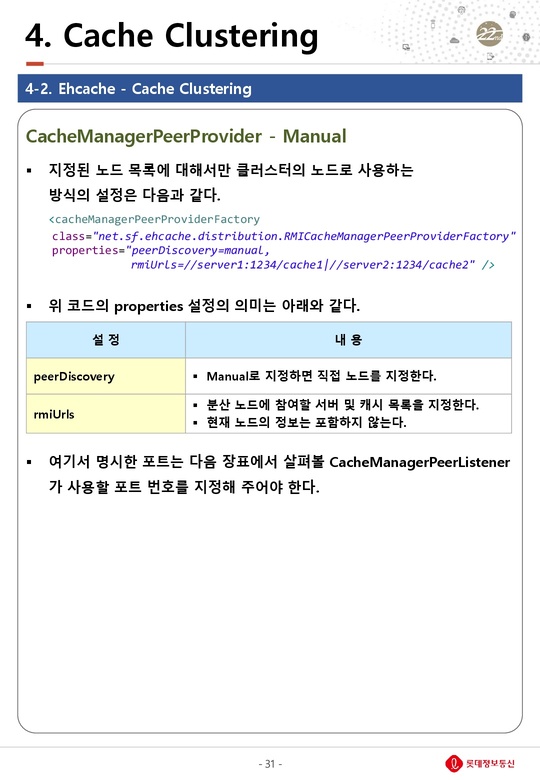 4. Cache Clustering
22nd
4-2. Ehcache - Cache Clustering
CacheManagerPeerProvider - Manual
▪ 지정된 노드 목록에 대해서만 클러스터의 노드로 사용하는
방식의 설정은 다음과 같다.
<cacheManagerPeerProviderFactory
class="net.sf.ehcache.distribution.RMICacheManagerPeerProviderFactory"
properties="peerDiscovery=manual,
rmiUrls=//server1:1234/cache1|//server2:1234/cache2" />
▪ 위 코드의 properties 설정의 의미는 아래와 같다.
설 정 내 용
peerDiscovery ▪ Manual로 지정하면 직접 노드를 지정한다.
rmiUrls ▪ 분산 노드에 참여할 서버 및 캐시 목록을 지정한다.
▪ 현재 노드의 정보는 포함하지 않는다.
▪ 여기서 명시한 포트는 다음 장표에서 살펴볼 CacheManagerPeerListener
가 사용할 포트 번호를 지정해 주어야 한다.
- 31 -
롯데정보통신